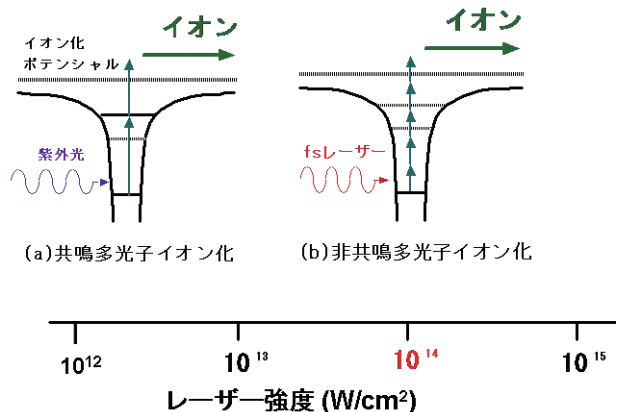 イオン
イオン化
ポテンシャル
紫外光
(a)共鳴多光子イオン化
イオン
fsレーザー
(b)非共鳴多光子イオン化
10¹² 10¹³ 10¹⁴ 10¹⁵
レーザー強度 (W/cm²)